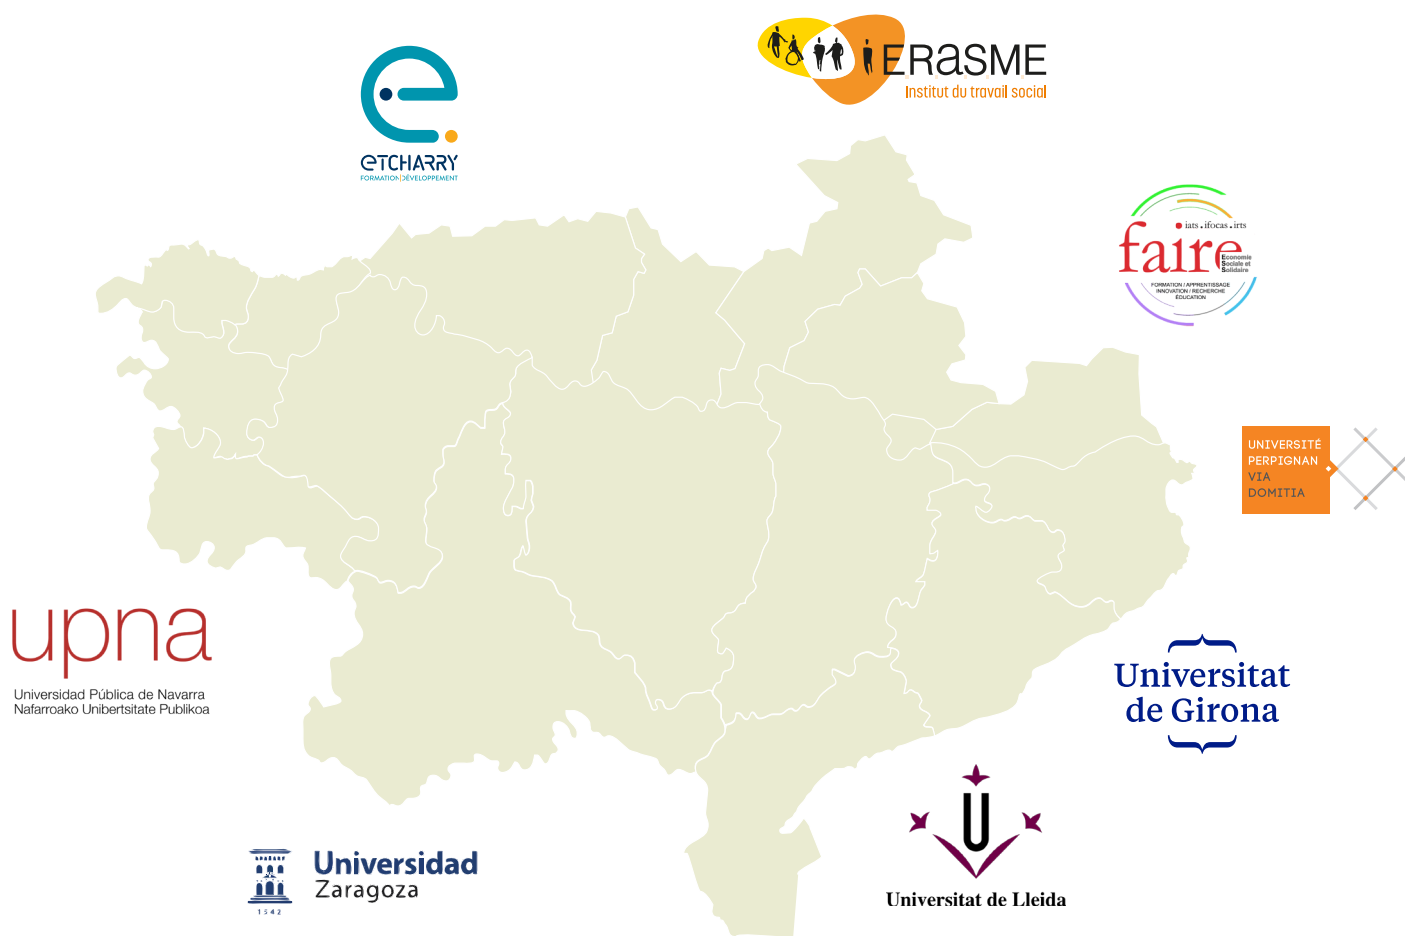 ERASME
Institut du travail social
ETCHARRY
FORMATION DÉVELOPPEMENT
iats.ifocas.irts
faire
Economie
Sociale et
Solidaire
FORMATION / APPRENTISSAGE
INNOVATION / RECHERCHE
ÉDUCATION
UNIVERSITÉ
PERPIGNAN
VIA
DOMITIA
upna
Universidad Pública de Navarra
Nafarroako Unibertsitate Publikoa
Universitat
de Girona
U
Universitat de Lleida
Universidad
Zaragoza
1542